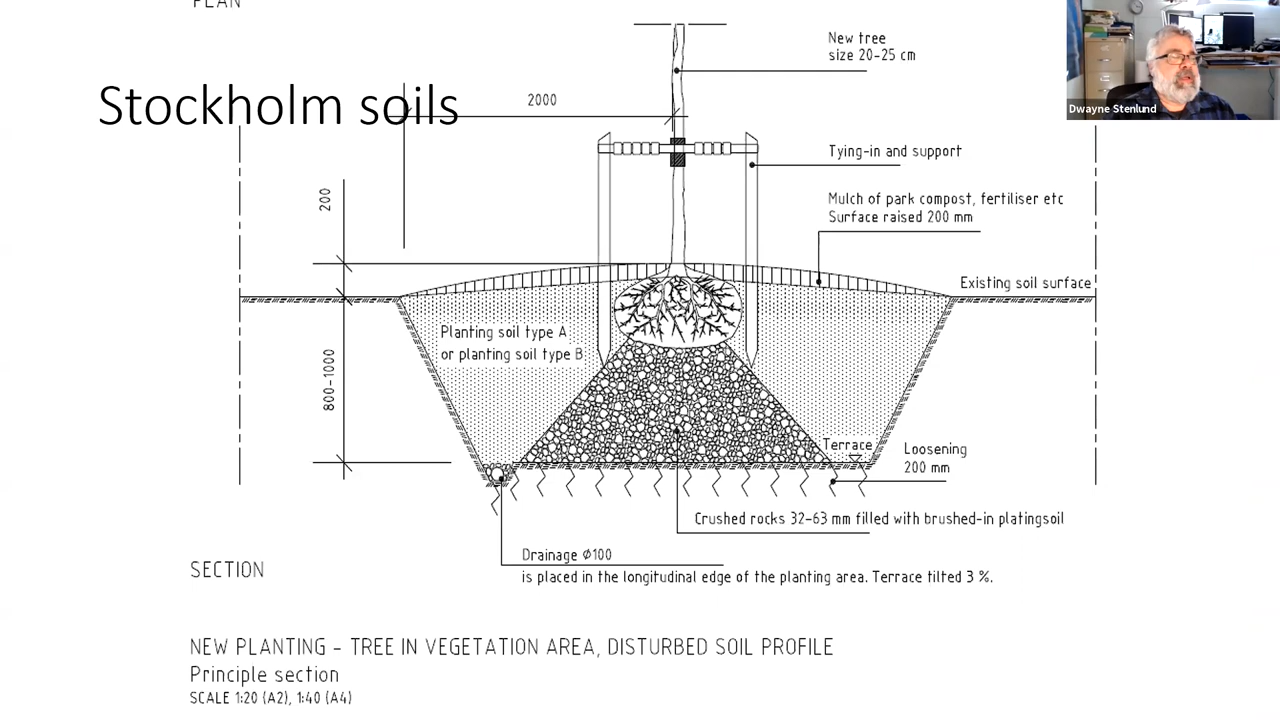 PLAN
Stockholm soils
New tree
size 20-25 cm
Dwayne Stenlund
2000
Tying-in and support
200
Mulch of park compost, fertiliser etc
Surface raised 200 mm
Existing soil surface
Planting soil type A
or planting soil type B
800-1000
Terrace
Loosening
200 mm
Crushed rocks 32-63 mm filled with brushed-in platingsoil
Drainage Ø100
is placed in the longitudinal edge of the planting area. Terrace tilted 3 %.
SECTION
NEW PLANTING - TREE IN VEGETATION AREA, DISTURBED SOIL PROFILE
Principle section
SCALE 1:20 (A2), 1:40 (A4)